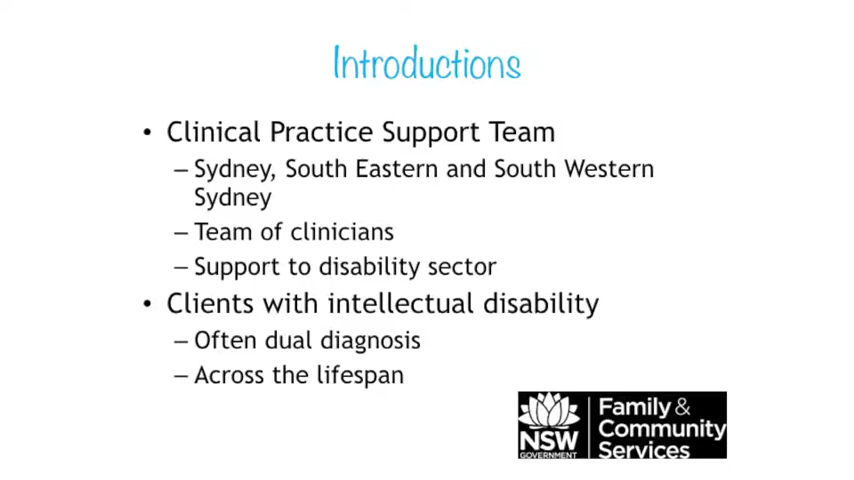 Introductions
• Clinical Practice Support Team
– Sydney, South Eastern and South Western
Sydney
– Team of clinicians
– Support to disability sector
• Clients with intellectual disability
– Often dual diagnosis
– Across the lifespan
NSW
GOVERNMENT
Family &
Community
Services